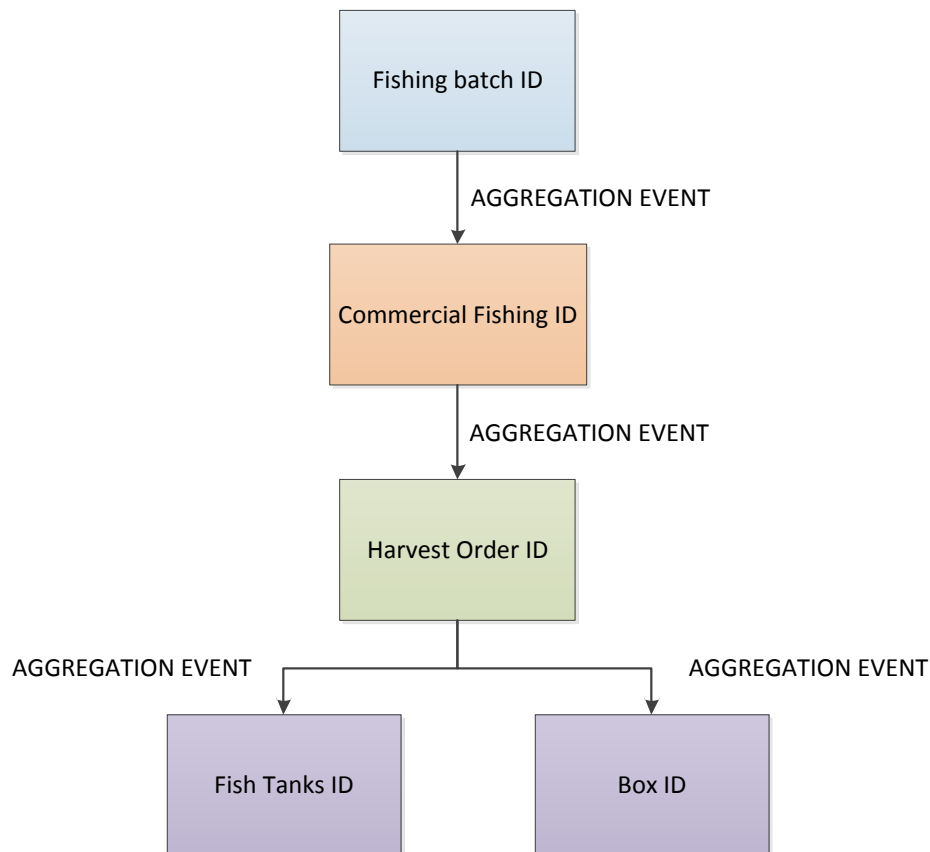 Fishing batch ID
AGGREGATION EVENT
Commercial Fishing ID
AGGREGATION EVENT
Harvest Order ID
AGGREGATION EVENT
AGGREGATION EVENT
Fish Tanks ID
Box ID